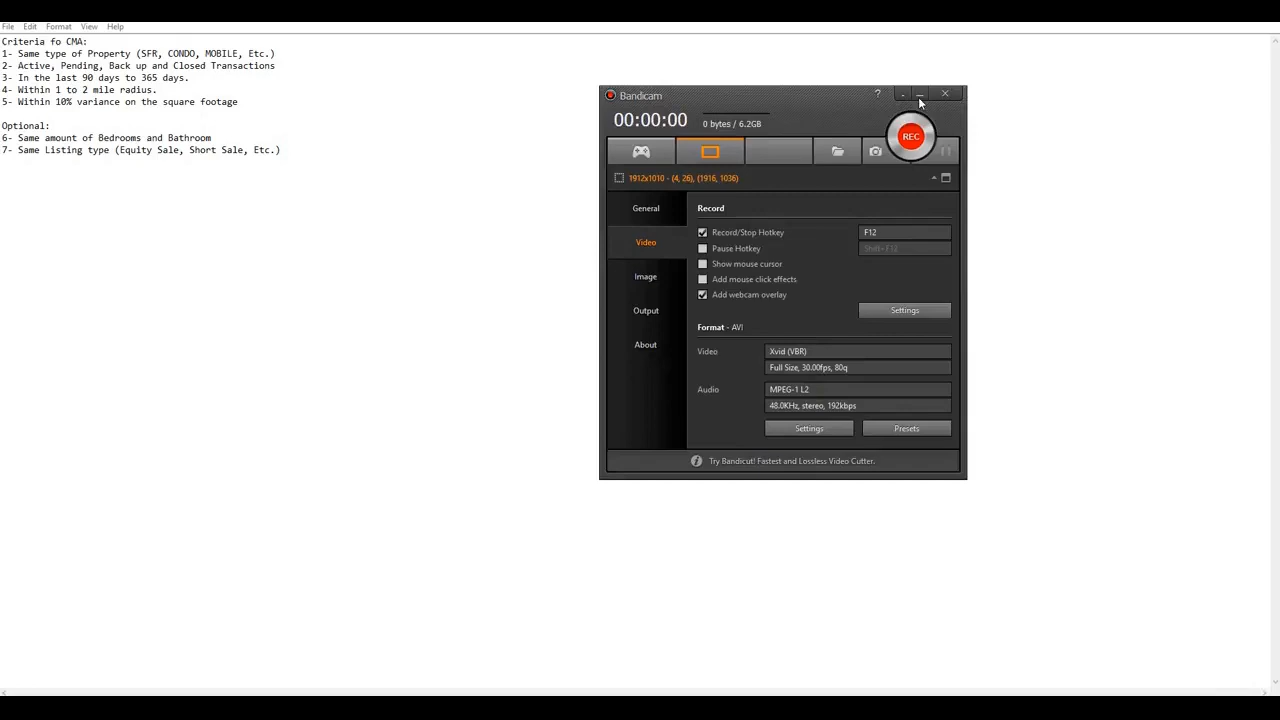 File Edit Format View Help
Criteria fo CMA:
1- Same type of Property (SFR, CONDO, MOBILE, Etc.)
2- Active, Pending, Back up and Closed Transactions
3- In the last 90 days to 365 days.
4- Within 1 to 2 mile radius.
5- Within 10% variance on the square footage
Optional:
6- Same amount of Bedrooms and Bathroom
7- Same Listing type (Equity Sale, Short Sale, Etc.)
Bandicam
?
00:00:00
0 bytes / 6.2GB
REC
1912x1010 - (4, 26), (1916, 1036)
General
Video
Image
Output
About
Record
Record/Stop Hotkey F12
Pause Hotkey Shift+F12
Show mouse cursor
Add mouse click effects
Add webcam overlay
Settings
Format - AVI
Video Xvid (VBR)
Full Size, 30.00fps, 80q
Audio MPEG-1 L2
48.0KHz, stereo, 192kbps
Settings Presets
Try Bandicut! Fastest and Lossless Video Cutter.